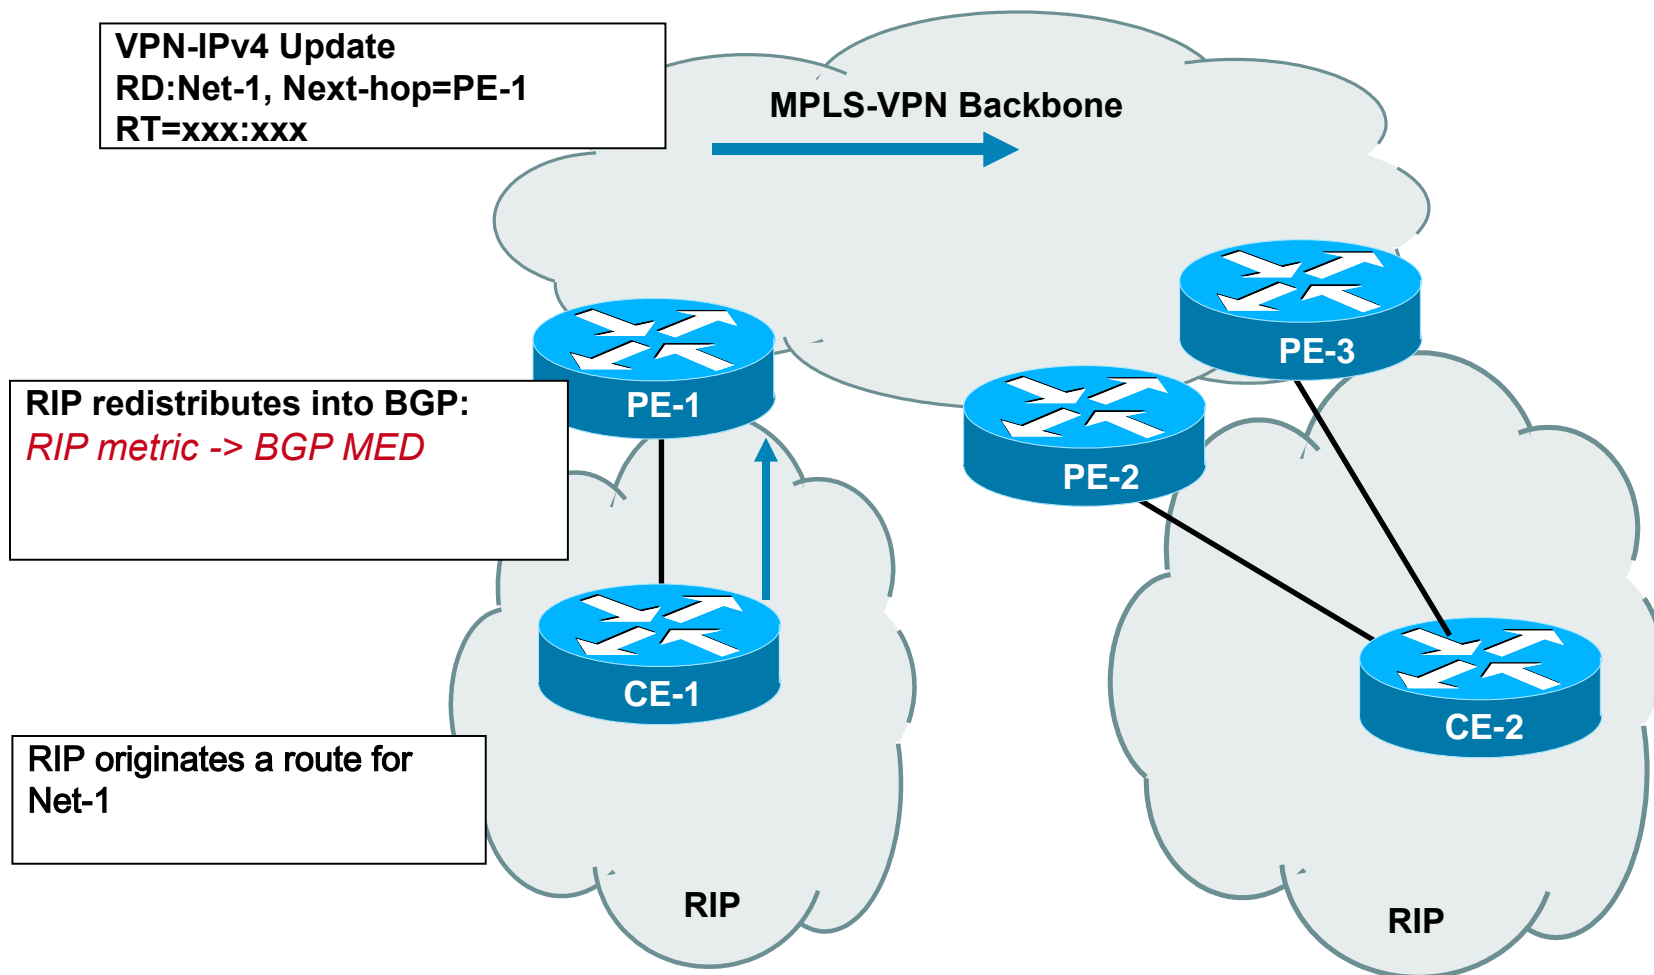 VPN-IPv4 Update
RD:Net-1, Next-hop=PE-1
RT=xxx:xxx
MPLS-VPN Backbone
PE-3
PE-1
RIP redistributes into BGP:
RIP metric -> BGP MED
PE-2
CE-1
CE-2
RIP originates a route for
Net-1
RIP
RIP